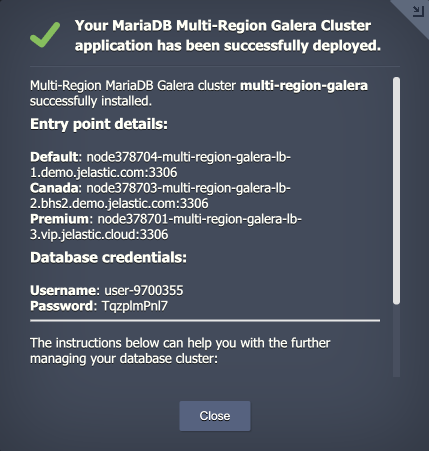 Your MariaDB Multi-Region Galera Cluster
application has been successfully deployed.
Multi-Region MariaDB Galera cluster multi-region-galera
successfully installed.
Entry point details:
Default: node378704-multi-region-galera-lb-
1.demo.jelastic.com:3306
Canada: node378703-multi-region-galera-lb-
2.bhs2.demo.jelastic.com:3306
Premium: node378701-multi-region-galera-lb-
3.vip.jelastic.cloud:3306
Database credentials:
Username: user-9700355
Password: TqzplmPnl7
The instructions below can help you with the further
managing your database cluster:
Close